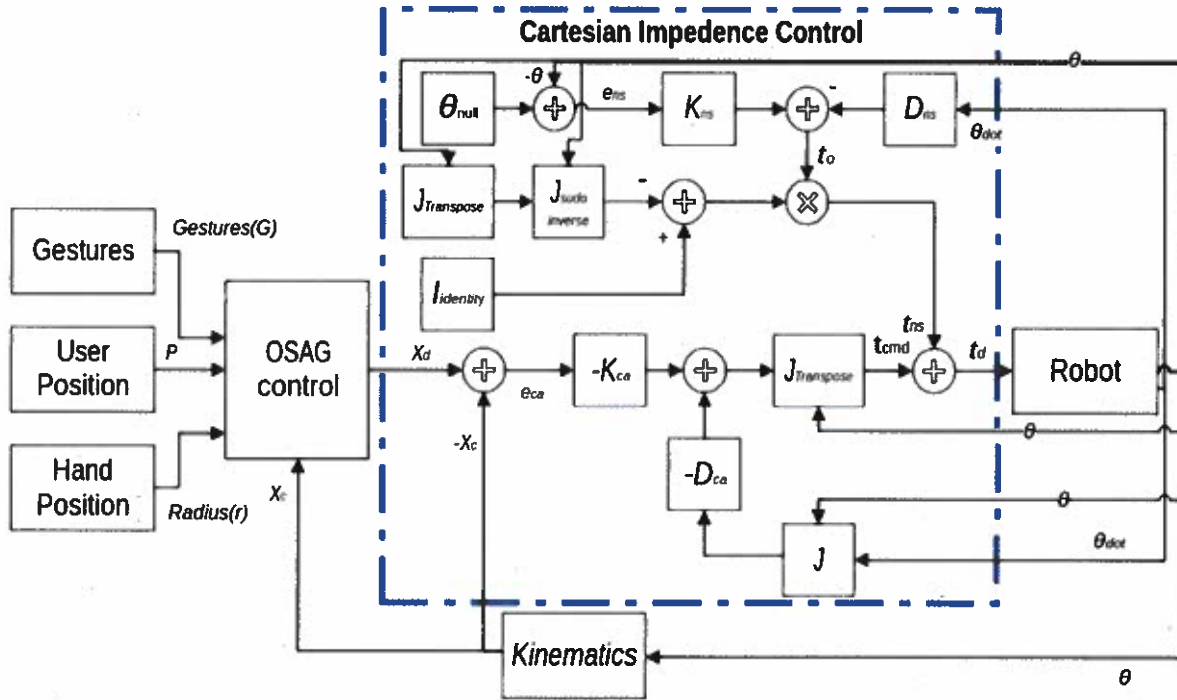 Cartesian Impedence Control
-θ
θ
θnull
ens
Kns
-
Dns
θdot
to
JTranspose
Jsudo
inverse
-
+
Gestures(G)
Gestures
Iidentity
User
Position
P
OSAG
control
Xd
eca
-Kca
JTranspose
tcmd
tns
td
Robot
-Xc
θ
Hand
Position
Radius(r)
Xc
-Dca
θ
J
θdot
Kinematics
θ